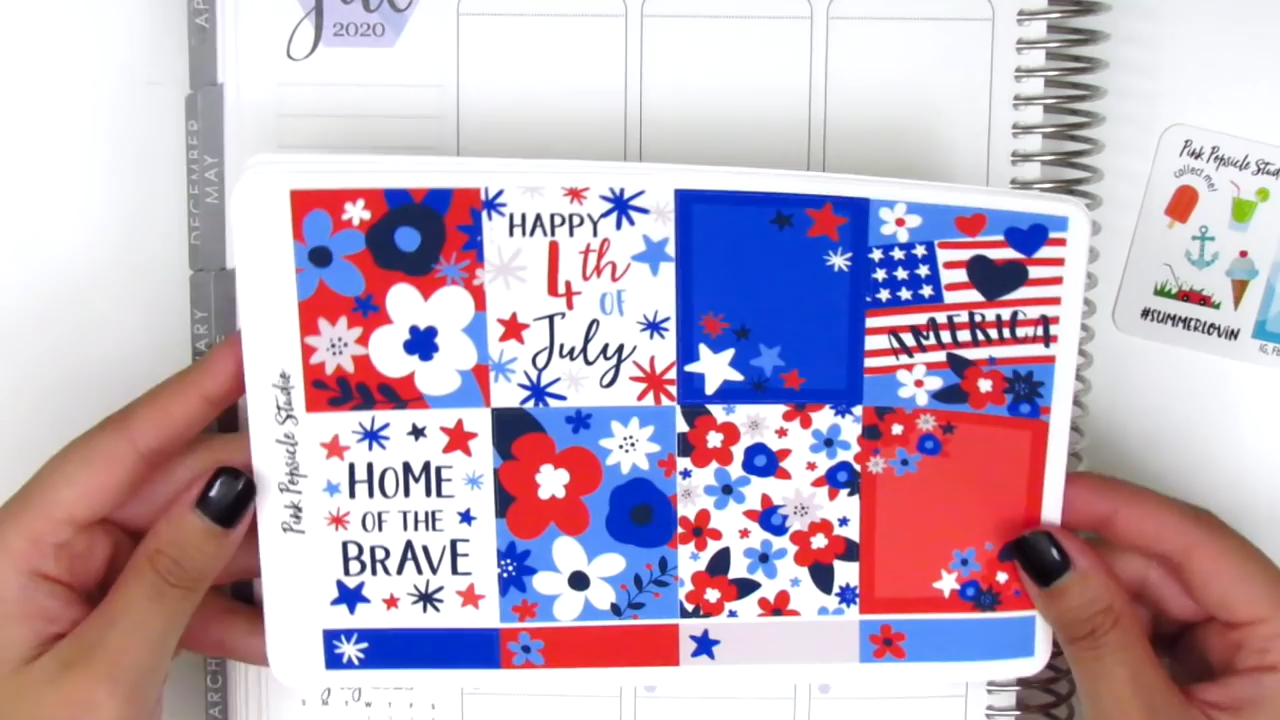 2020
HAPPY
4th
OF
July
AMERICA
HOME
OF THE
BRAVE
Pink Popsicle Studio
DECEMBER
MAY
Pink Popsicle
collect me!
#SUMMERLOVIN
IG,
S M T W T F S